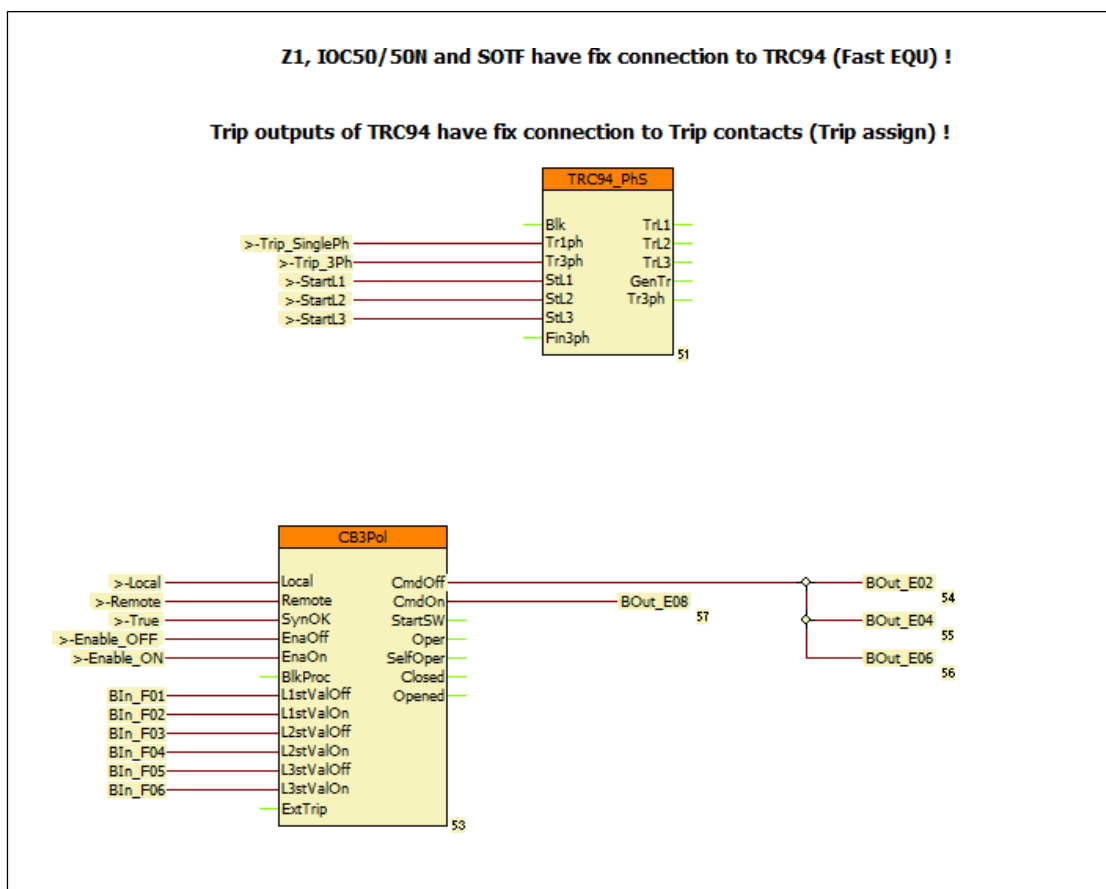 Z1, IOC50/50N and SOTF have fix connection to TRC94 (Fast EQU) !
Trip outputs of TRC94 have fix connection to Trip contacts (Trip assign) !
TRC94_PhS
Blk TrL1
>-Trip_SinglePh Tr1ph TrL2
>-Trip_3Ph Tr3ph TrL3
>-StartL1 StL1 GenTr
>-StartL2 StL2 Tr3ph
>-StartL3 StL3
Fin3ph
51
CB3Pol
>-Local Local CmdOff BOut_E02
54
>-Remote Remote CmdOn BOut_E08
57
>-True SynOK StartSW BOut_E04
55
>-Enable_OFF EnaOff Oper
>-Enable_ON EnaOn SelfOper BOut_E06
56
BlkProc Closed
BIn_F01 L1stValOff Opened
BIn_F02 L1stValOn
BIn_F03 L2stValOff
BIn_F04 L2stValOn
BIn_F05 L3stValOff
BIn_F06 L3stValOn
ExtTrip
53